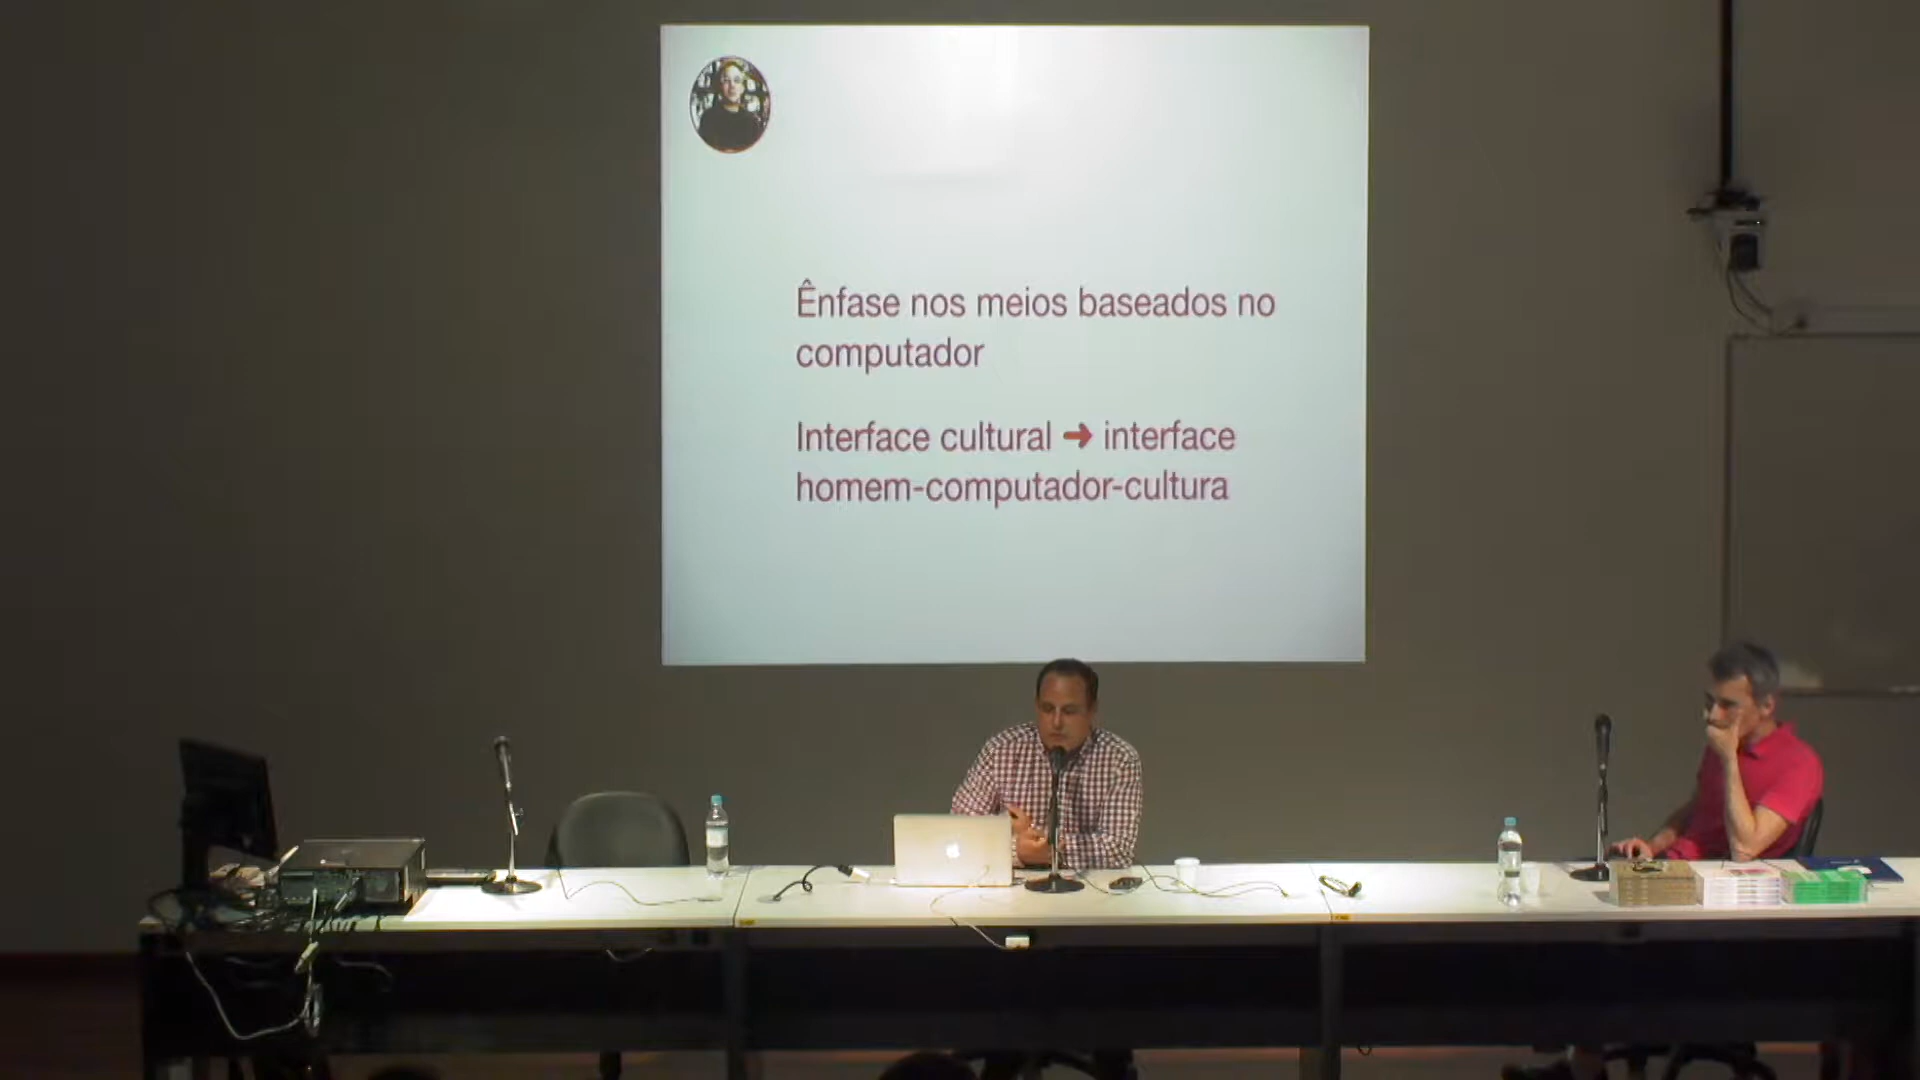 Ênfase nos meios baseados no
computador
Interface cultural ➜ interface
homem-computador-cultura